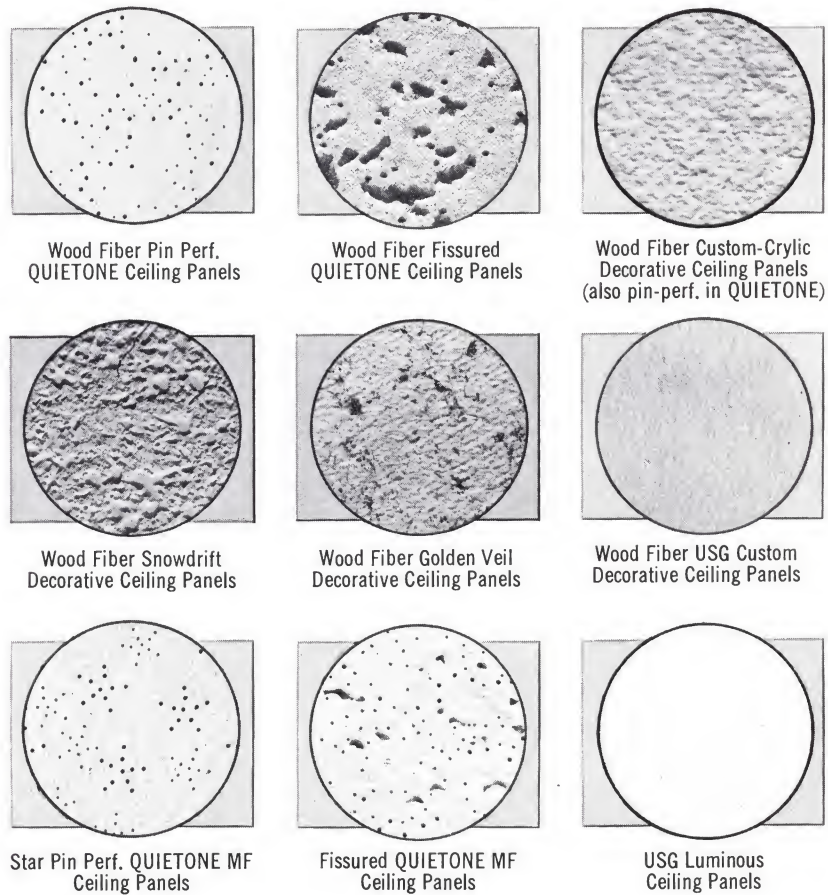 Wood Fiber Pin Perf.
QUIETONE Ceiling Panels
Wood Fiber Fissured
QUIETONE Ceiling Panels
Wood Fiber Custom-Crylic
Decorative Ceiling Panels
(also pin-perf. in QUIETONE)
Wood Fiber Snowdrift
Decorative Ceiling Panels
Wood Fiber Golden Veil
Decorative Ceiling Panels
Wood Fiber USG Custom
Decorative Ceiling Panels
Star Pin Perf. QUIETONE MF
Ceiling Panels
Fissured QUIETONE MF
Ceiling Panels
USG Luminous
Ceiling Panels